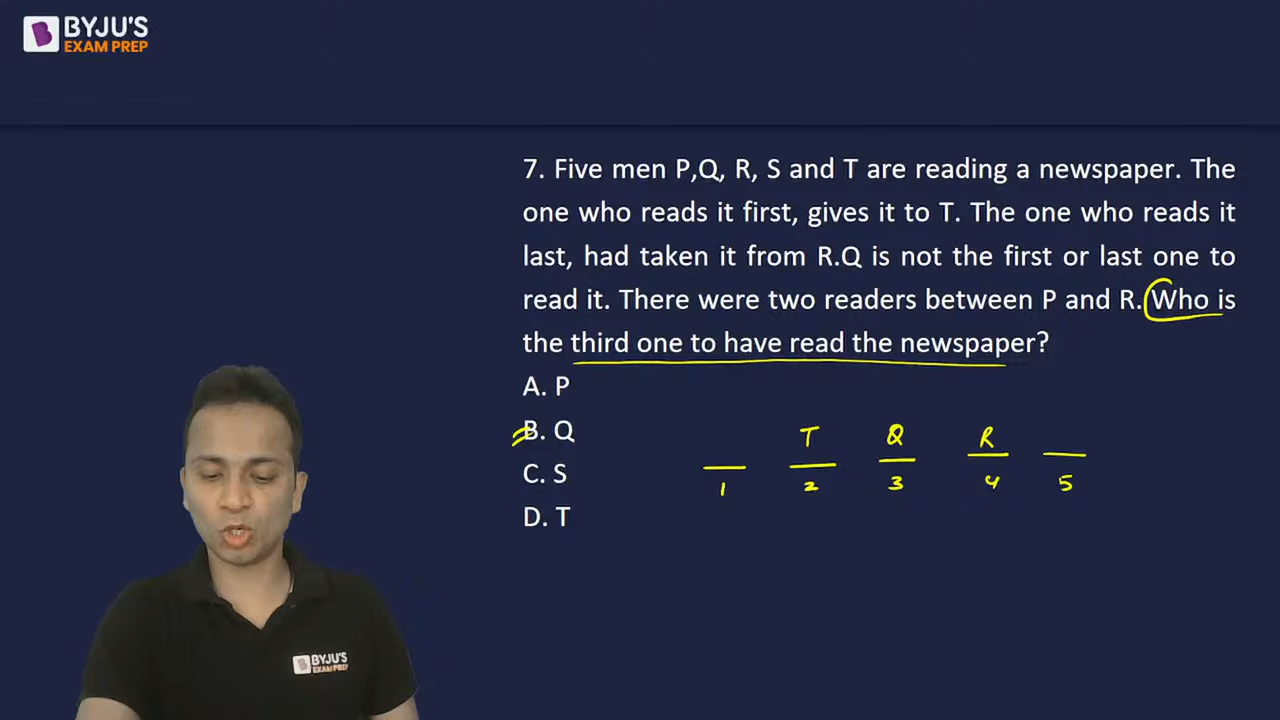 BYJU'S
EXAM PREP
7. Five men P,Q, R, S and T are reading a newspaper. The
one who reads it first, gives it to T. The one who reads it
last, had taken it from R.Q is not the first or last one to
read it. There were two readers between P and R. Who is
the third one to have read the newspaper?
A. P
B. Q
C. S
D. T
T Q R
1 2 3 4 5
BYJU'S
EXAM PREP